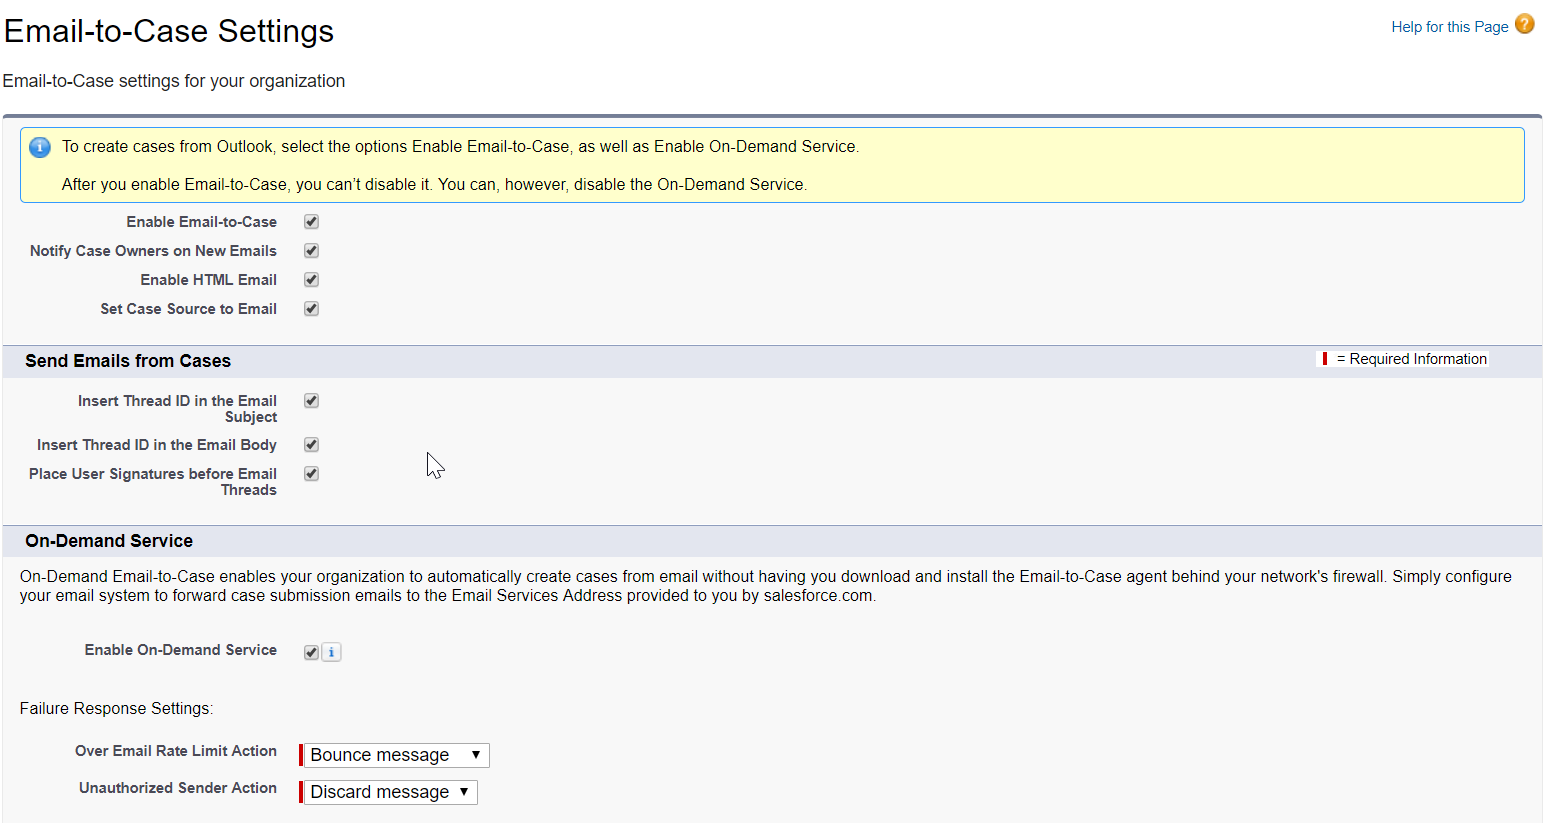 Email-to-Case Settings
Help for this Page ?
Email-to-Case settings for your organization
i To create cases from Outlook, select the options Enable Email-to-Case, as well as Enable On-Demand Service.
After you enable Email-to-Case, you can’t disable it. You can, however, disable the On-Demand Service.
Enable Email-to-Case
Notify Case Owners on New Emails
Enable HTML Email
Set Case Source to Email
Send Emails from Cases
= Required Information
Insert Thread ID in the Email
Subject
Insert Thread ID in the Email Body
Place User Signatures before Email
Threads
On-Demand Service
On-Demand Email-to-Case enables your organization to automatically create cases from email without having you download and install the Email-to-Case agent behind your network's firewall. Simply configure
your email system to forward case submission emails to the Email Services Address provided to you by salesforce.com.
Enable On-Demand Service i
Failure Response Settings:
Over Email Rate Limit Action Bounce message
Unauthorized Sender Action Discard message